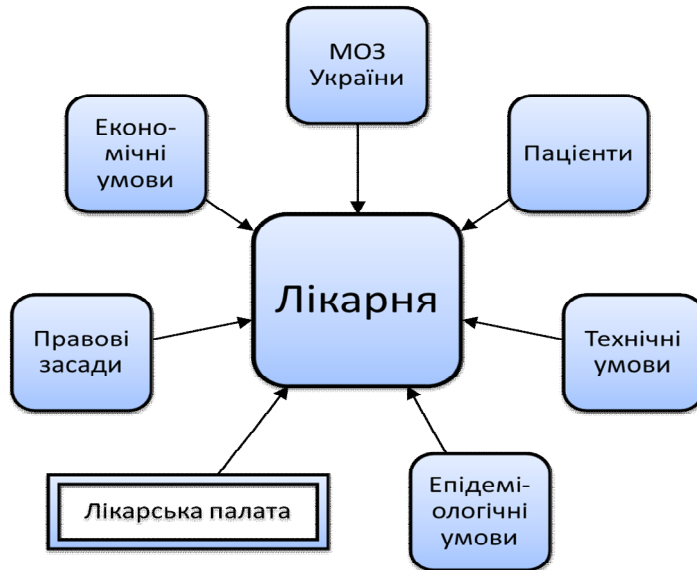 МОЗ
України
Еконо-
мічні
умови
Пацієнти
Лікарня
Правові
засади
Технічні
умови
Лікарська палата
Епідемі-
ологічні
умови